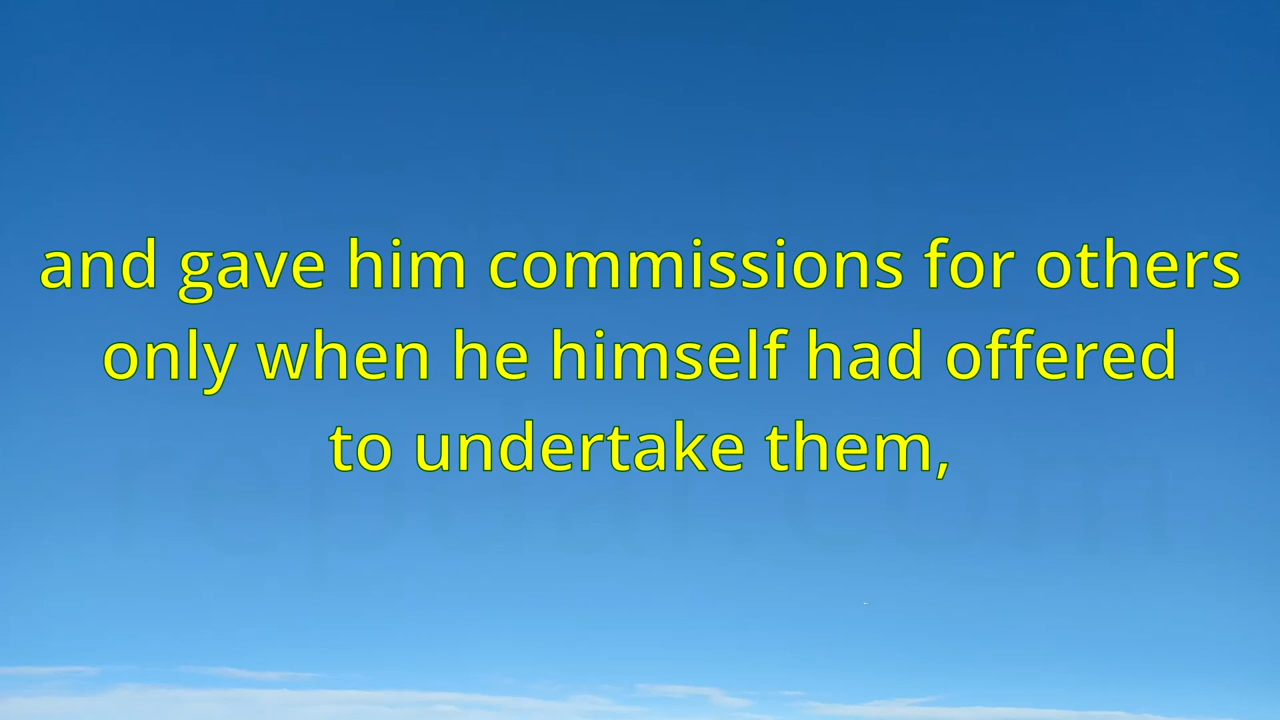 and gave him commissions for others
only when he himself had offered
to undertake them,